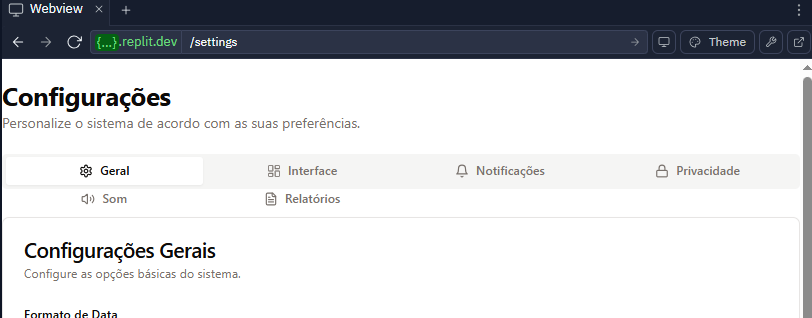 Webview
{...}.replit.dev /settings Theme
Configurações
Personalize o sistema de acordo com as suas preferências.
Geral Interface Notificações Privacidade
Som Relatórios
Configurações Gerais
Configure as opções básicas do sistema.
Formato de Data